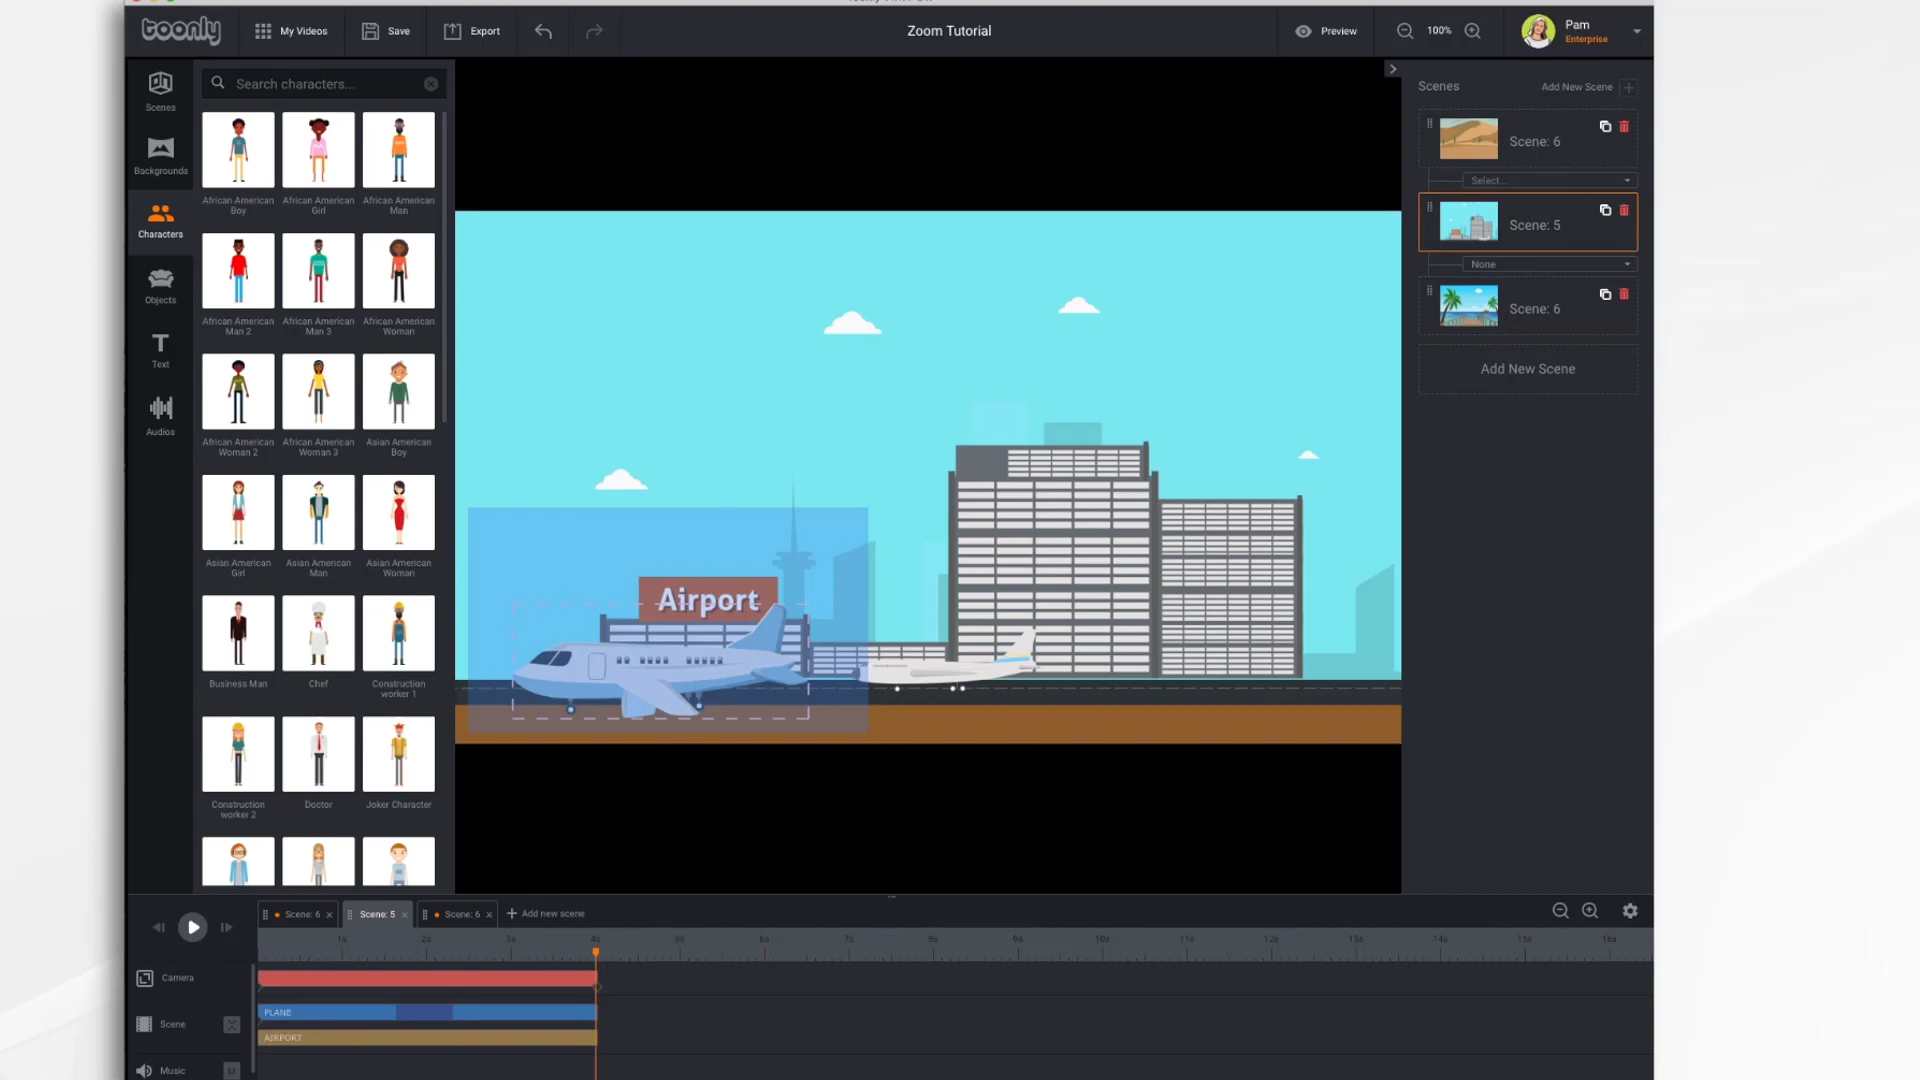 toonly
My Videos
Save
Export
Zoom Tutorial
Preview
100%
Pam
Enterprise
Scenes
Backgrounds
Characters
Objects
Text
Audios
Search characters...
African American
Boy
African American
Girl
African American
Man
African American
Man 2
African American
Man 3
African American
Woman
African American
Woman 2
African American
Woman 3
Asian American
Boy
Asian American
Girl
Asian American
Man
Asian American
Woman
Business Man
Chef
Construction
worker 1
Construction
worker 2
Doctor
Joker Character
Airport
Scenes
Add New Scene
Scene: 6
Select...
Scene: 5
None
Scene: 6
Add New Scene
Scene: 6
Scene: 5
Scene: 6
Add new scene
1s 2s 3s 4s 5s 6s 7s 8s 9s 10s 11s 12s 13s 14s 15s 16s
Camera
Scene
PLANE
AIRPORT
Music
M